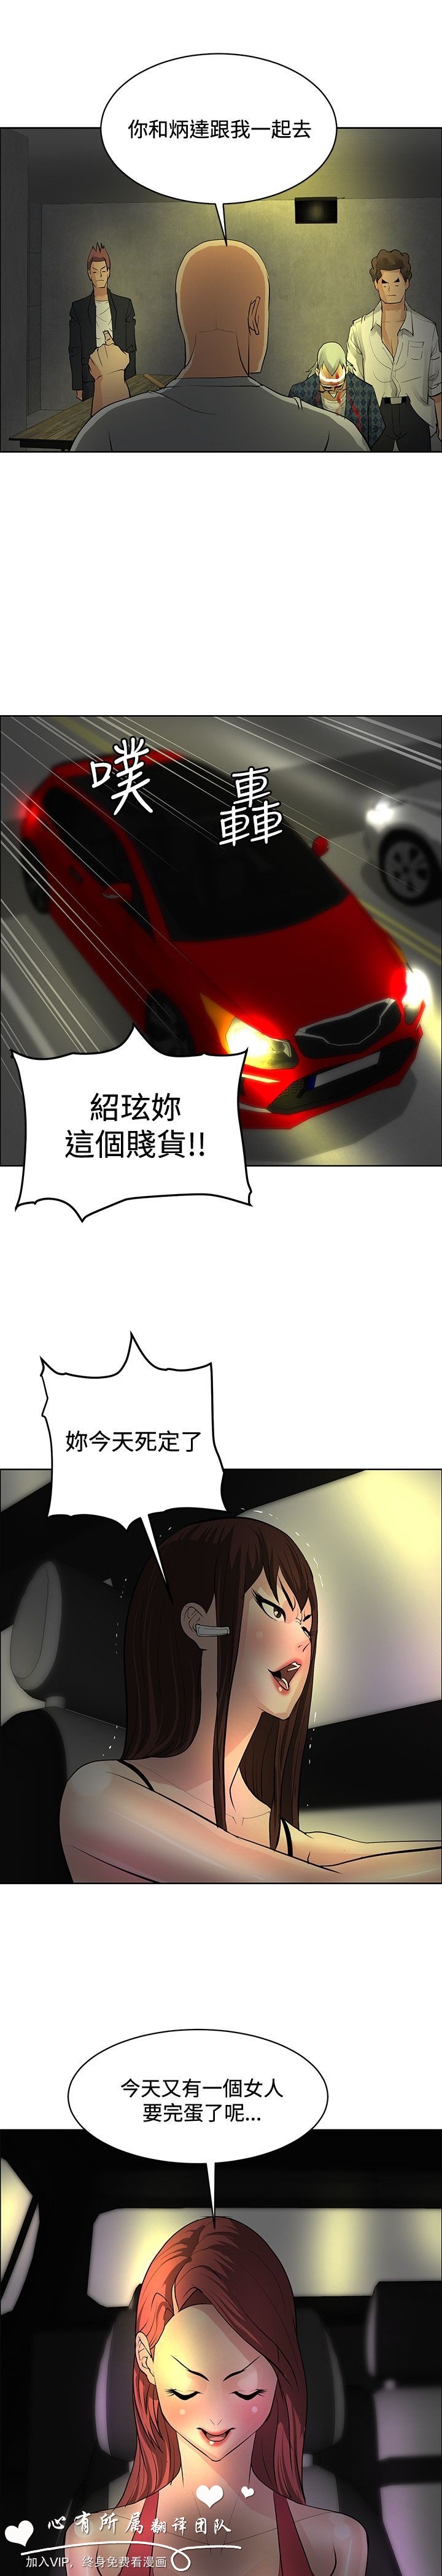 你和炳達跟我一起去
噗
轟
紹玹妳
這個賤貨!!
妳今天死定了
今天又有一個女人
要完蛋了呢...
心有所属翻译团队
加入VIP，终身免费看漫画